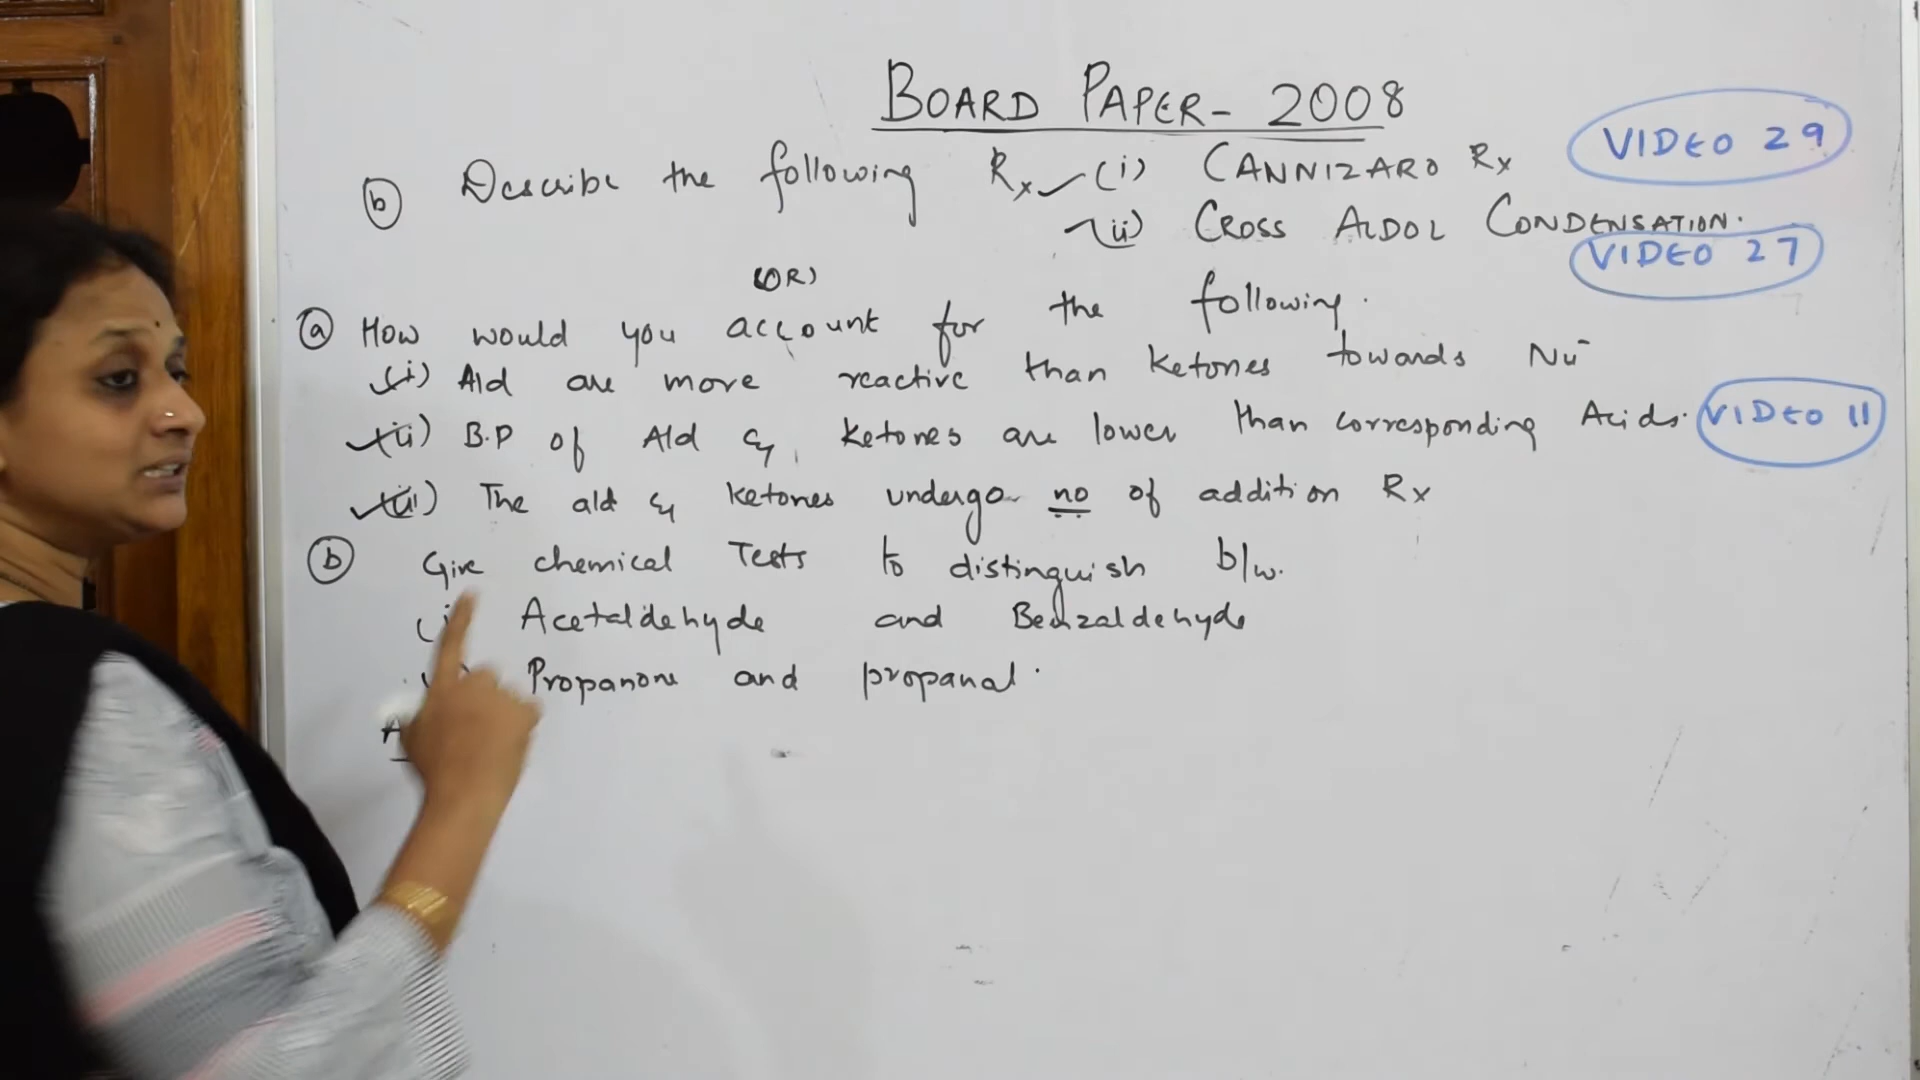 BOARD PAPER- 2008
VIDEO 29
(b) Describe the following Rx (i) CANNIZARO Rx
(ii) CROSS ALDOL CONDENSATION.
VIDEO 27
(OR)
(a) How would you account for the following.
(i) Ald are more reactive than Ketones towards Nu⁻
(ii) B.P of Ald & Ketones are lower than corresponding Acids.
VIDEO 11
(iii) The ald & Ketones undergo no of addition Rx
(b) Give chemical Tests to distinguish b/w.
(i) Acetaldehyde and Benzaldehyde
Propanone and propanal.
A